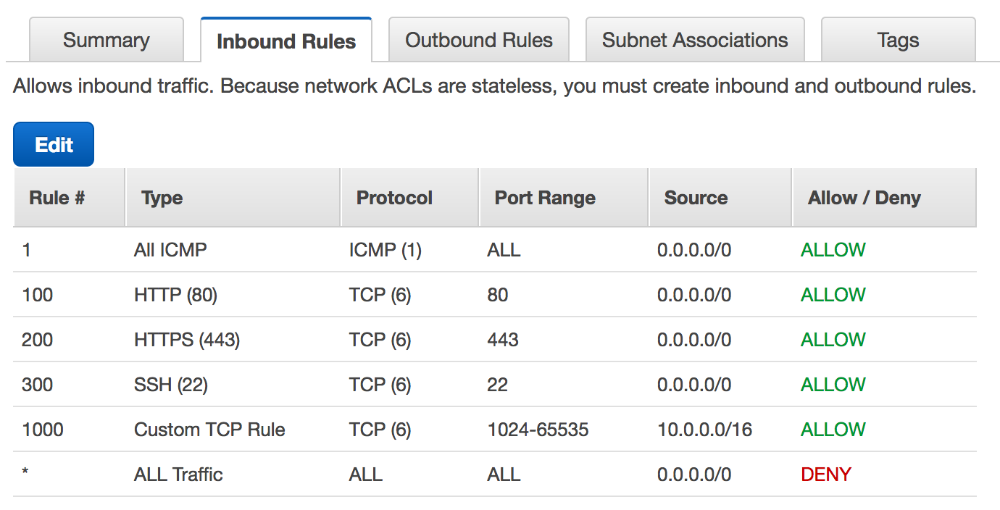 Summary Inbound Rules Outbound Rules Subnet Associations Tags
Allows inbound traffic. Because network ACLs are stateless, you must create inbound and outbound rules.
Edit
Rule # Type Protocol Port Range Source Allow / Deny
1 All ICMP ICMP (1) ALL 0.0.0.0/0 ALLOW
100 HTTP (80) TCP (6) 80 0.0.0.0/0 ALLOW
200 HTTPS (443) TCP (6) 443 0.0.0.0/0 ALLOW
300 SSH (22) TCP (6) 22 0.0.0.0/0 ALLOW
1000 Custom TCP Rule TCP (6) 1024-65535 10.0.0.0/16 ALLOW
* ALL Traffic ALL ALL 0.0.0.0/0 DENY